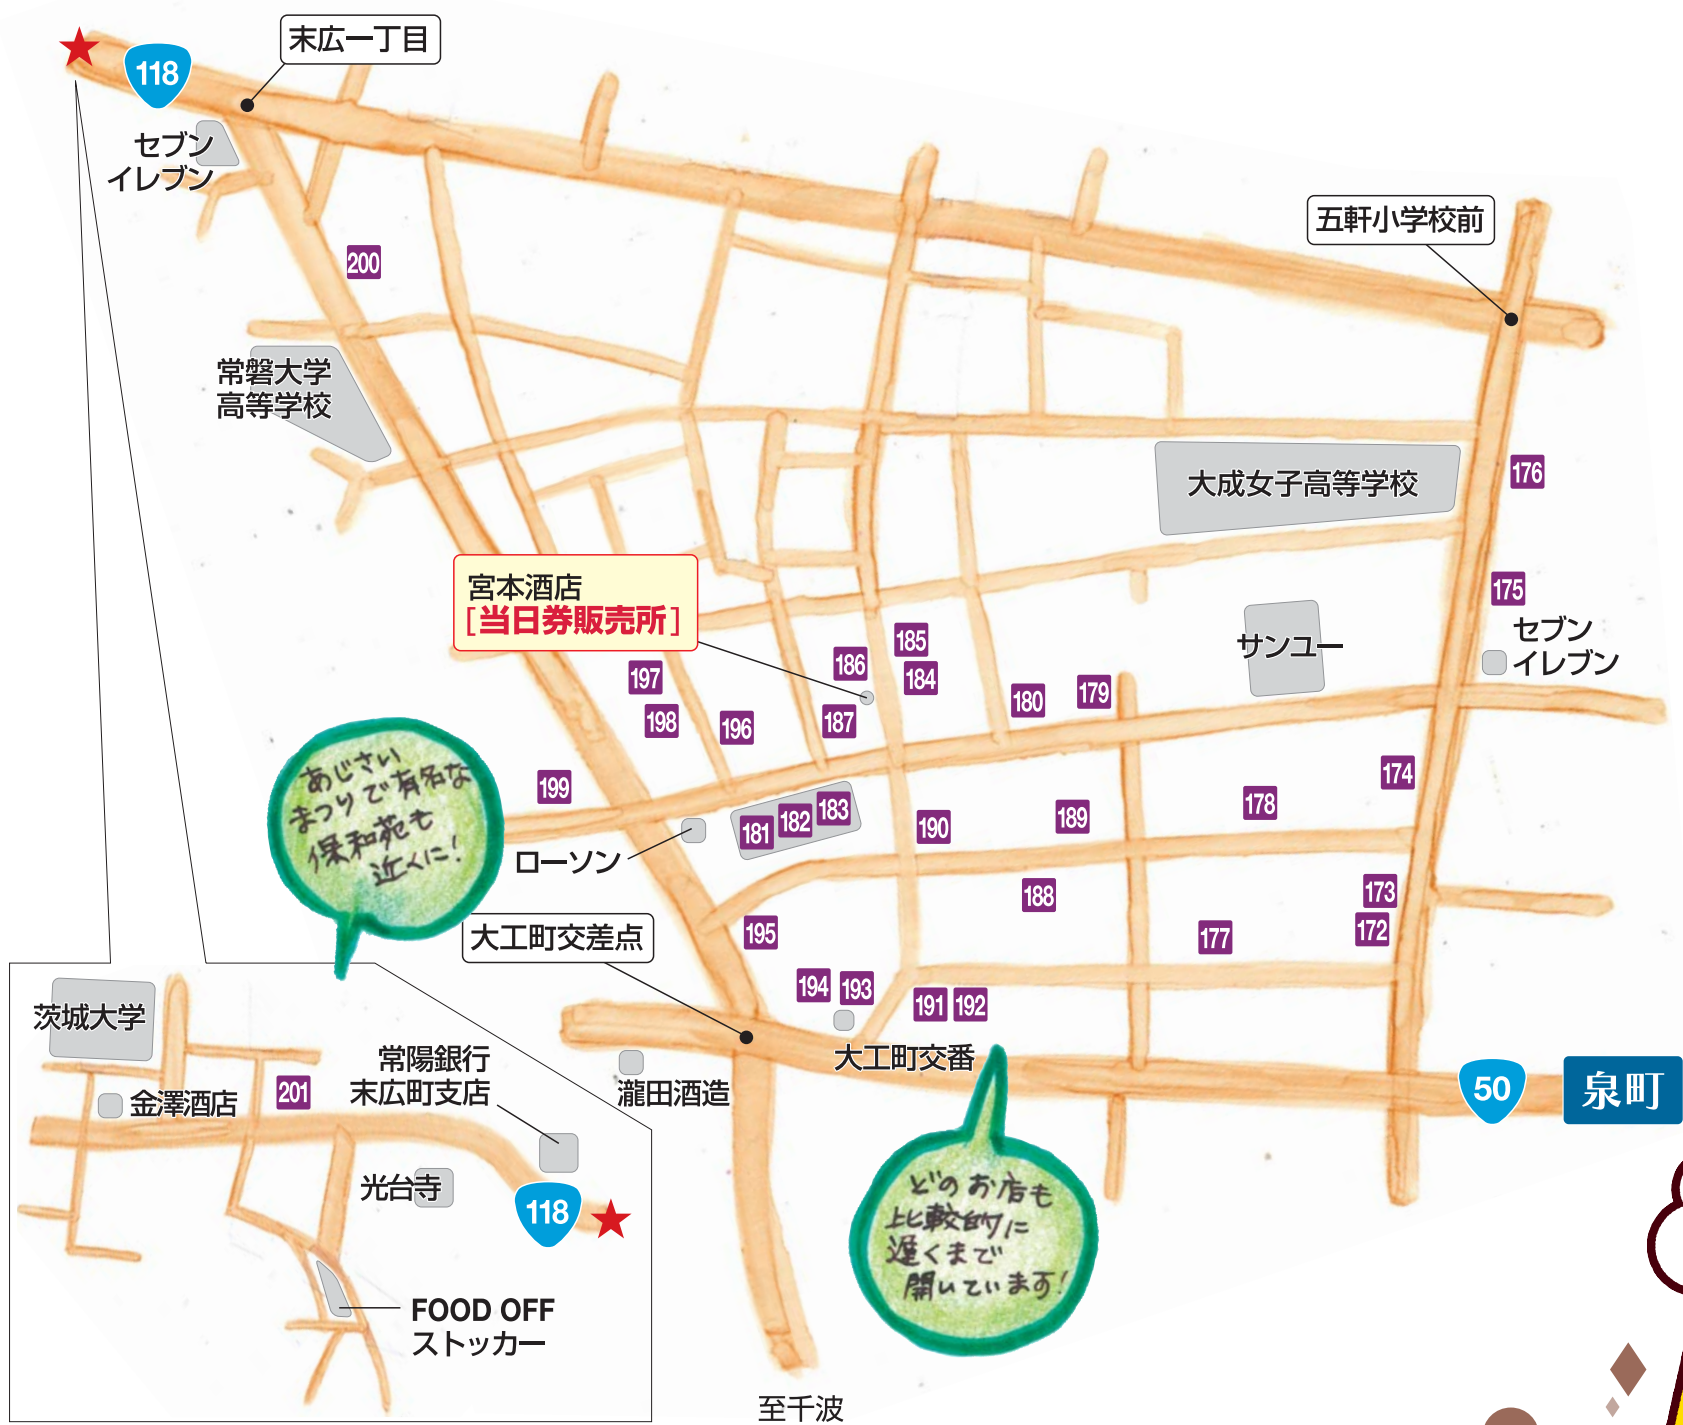 末広一丁目
118
セブン
イレブン
五軒小学校前
200
常磐大学
高等学校
大成女子高等学校
176
宮本酒店
[当日券販売所]
175
セブン
イレブン
サンユー
185
186
184
197
180
179
198
196
187
199
174
あじさい
まつりで有名な
保和苑も
近くに!
181
182
183
178
190
189
ローソン
188
173
172
195
177
大工町交差点
194
193
191
192
茨城大学
大工町交番
常陽銀行
末広町支店
瀧田酒造
201
金澤酒店
50
泉町
光台寺
118
どのお店も
比較的に
遅くまで
開いています!
FOOD OFF
ストッカー
至千波